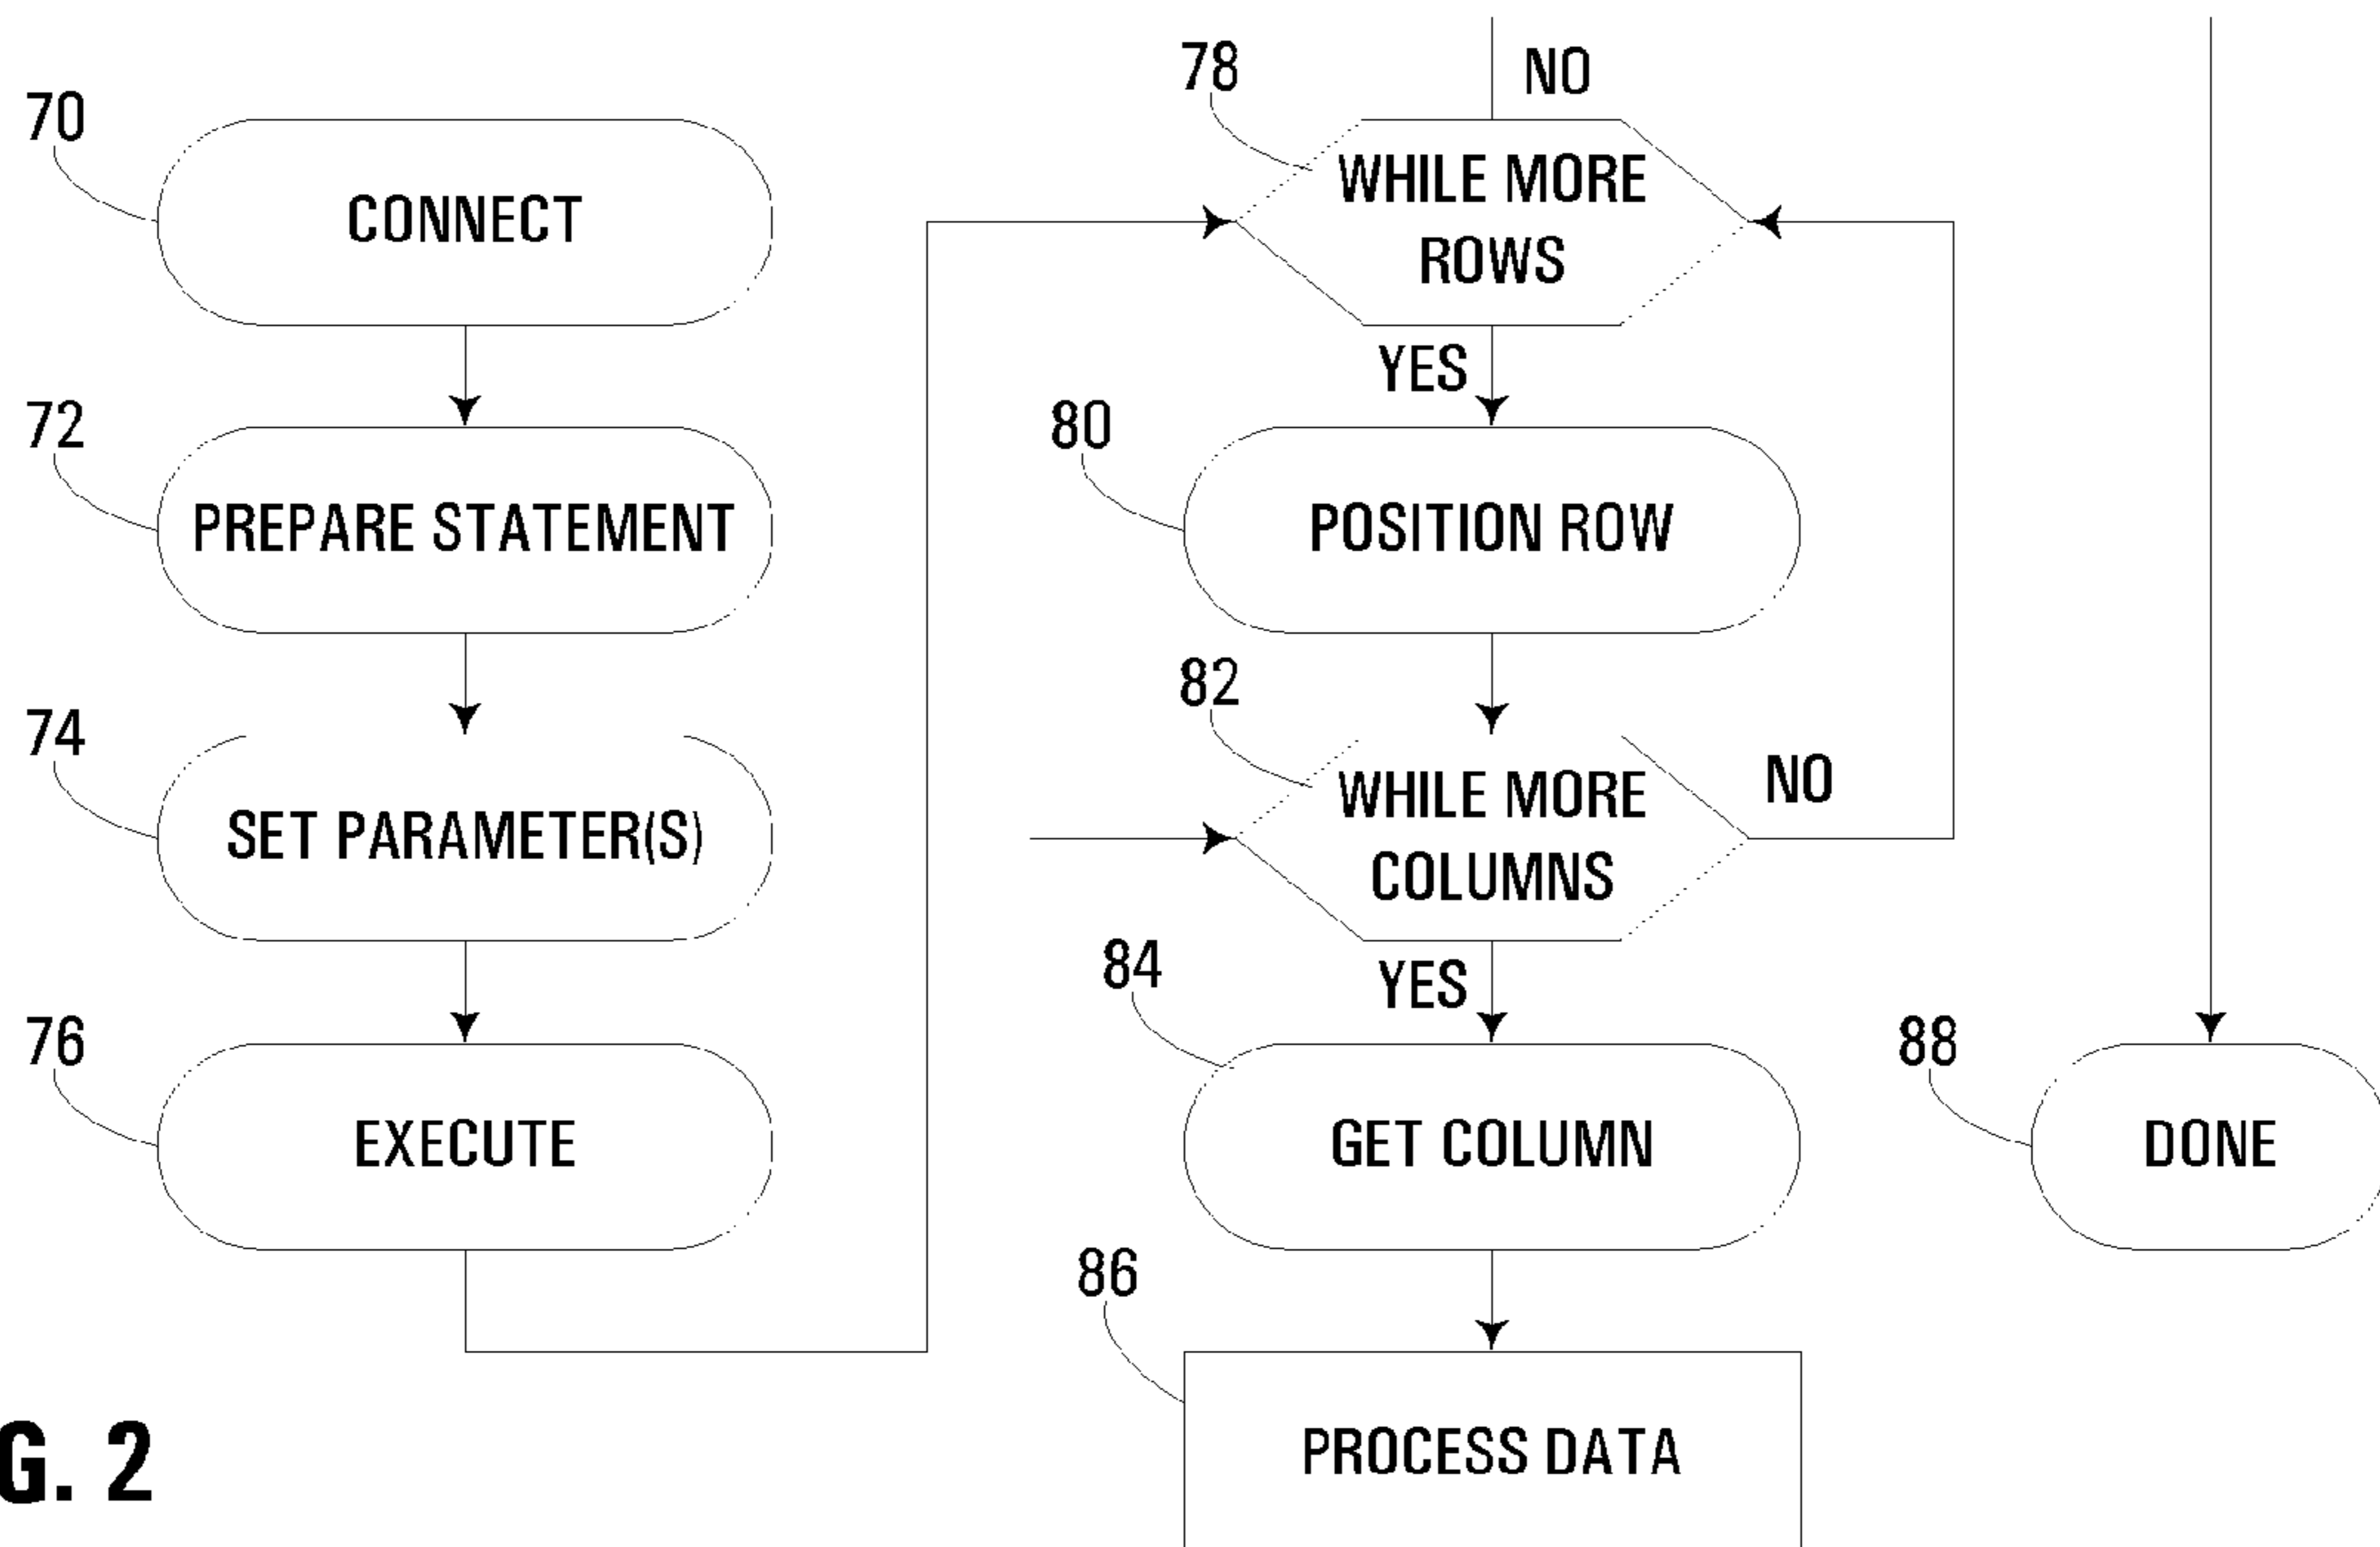 70
CONNECT
72
PREPARE STATEMENT
74
SET PARAMETER(S)
76
EXECUTE
78
NO
WHILE MORE
ROWS
YES
80
POSITION ROW
82
WHILE MORE
COLUMNS
NO
YES
84
GET COLUMN
86
PROCESS DATA
88
DONE
G. 2